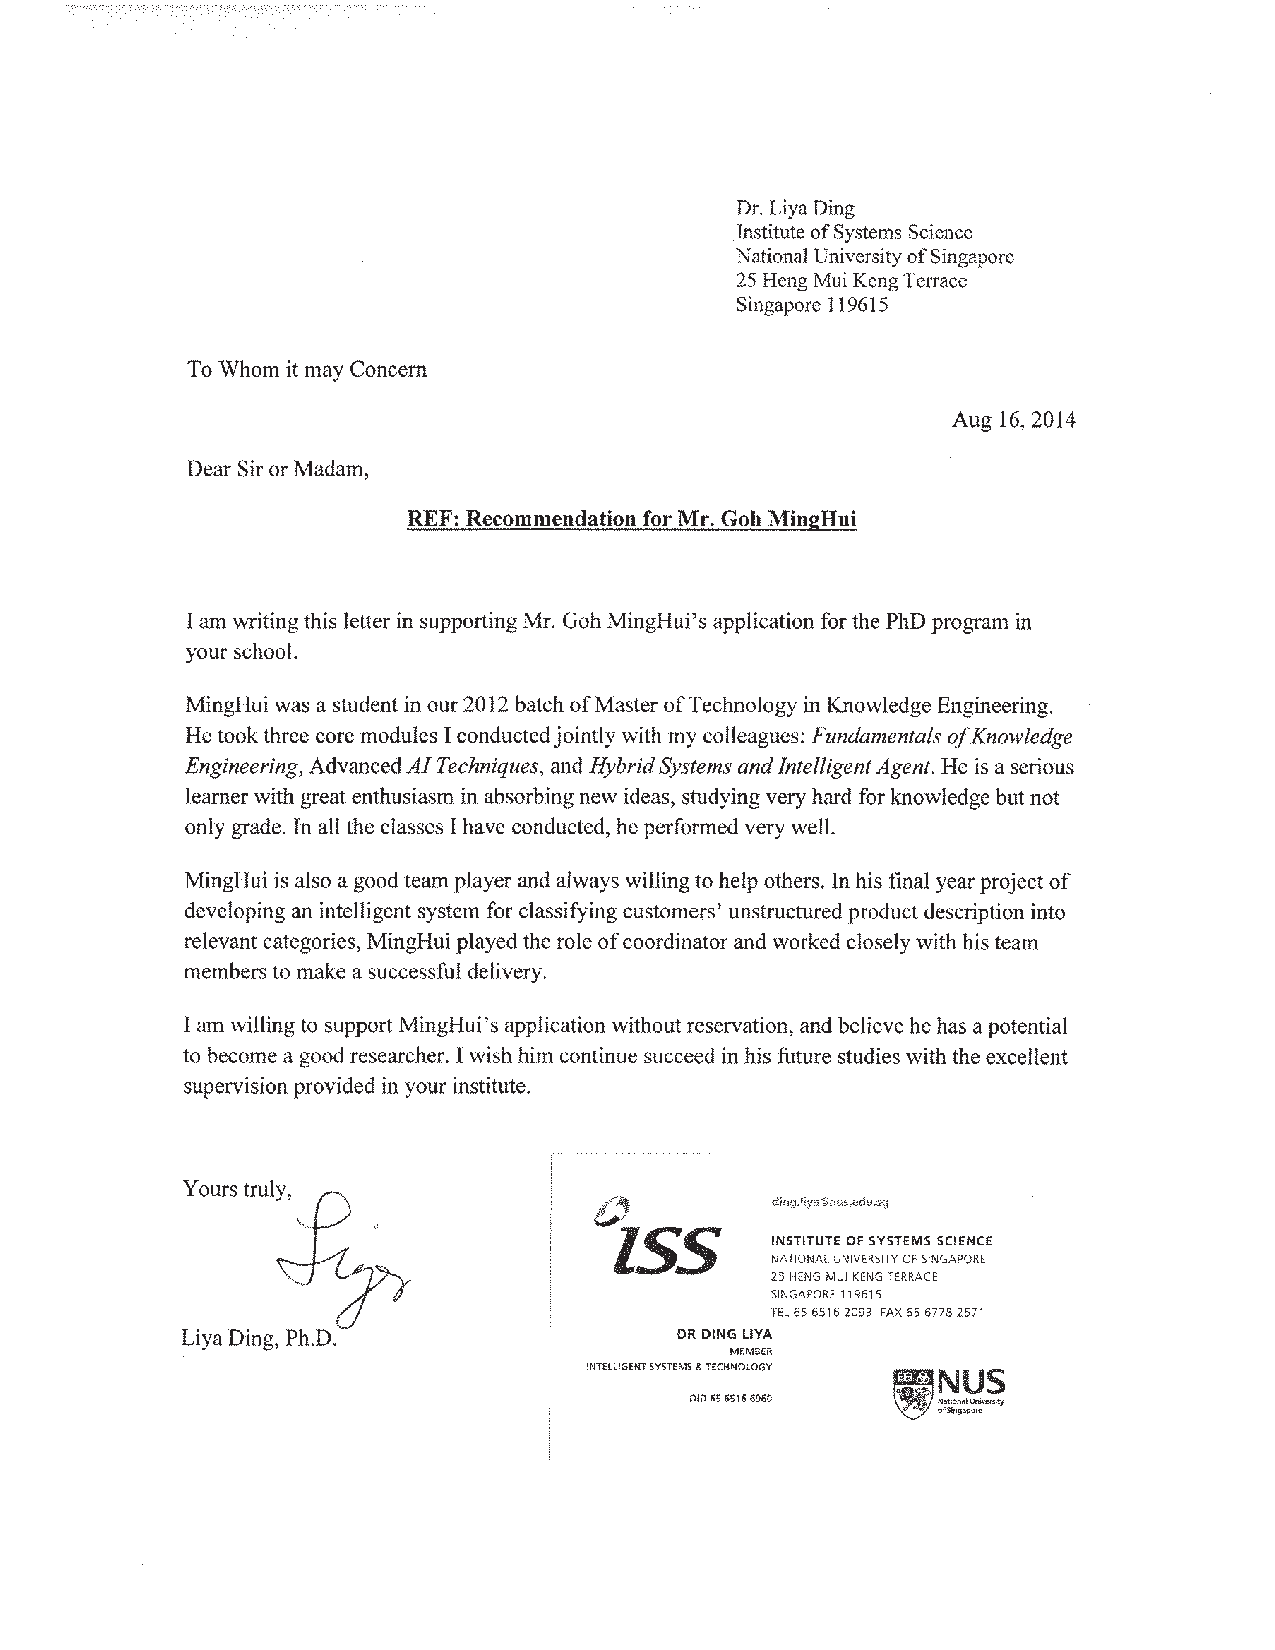 Dr. Liya Ding
Institute of Systems Science
National University of Singapore
25 Heng Mui Keng Terrace
Singapore 119615
To Whom it may Concern
Aug 16, 2014
Dear Sir or Madam,
REF: Recommendation for Mr. Goh MingHui
I am writing this letter in supporting Mr. Goh MingHui's application for the PhD program in
your school.
MingHui was a student in our 2012 batch of Master of Technology in Knowledge Engineering.
He took three core modules I conducted jointly with my colleagues: Fundamentals of Knowledge
Engineering, Advanced AI Techniques, and Hybrid Systems and Intelligent Agent. He is a serious
learner with great enthusiasm in absorbing new ideas, studying very hard for knowledge but not
only grade. In all the classes I have conducted, he performed very well.
MingHui is also a good team player and always willing to help others. In his final year project of
developing an intelligent system for classifying customers' unstructured product description into
relevant categories, MingHui played the role of coordinator and worked closely with his team
members to make a successful delivery.
I am willing to support MingHui's application without reservation, and believe he has a potential
to become a good researcher. I wish him continue succeed in his future studies with the excellent
supervision provided in your institute.
Yours truly,
Liya Ding, Ph.D.
ISS
ding.liya@nus.edu.sg
INSTITUTE OF SYSTEMS SCIENCE
NATIONAL UNIVERSITY OF SINGAPORE
25 HENG MUI KENG TERRACE
SINGAPORE 119615
TEL 65 6516 2093 FAX 65 6778 2571
DR DING LIYA
MEMBER
INTELLIGENT SYSTEMS & TECHNOLOGY
DID 65 6516
NUS
National University
of Singapore